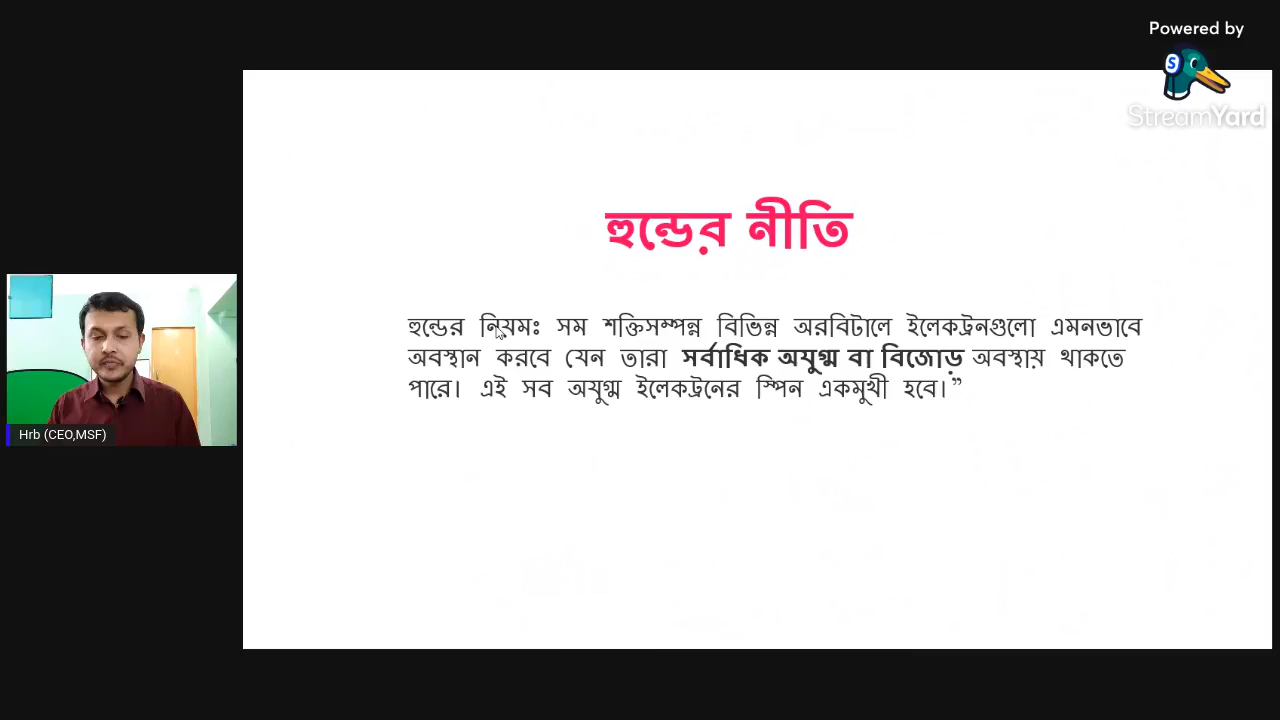 Powered by
StreamYard
হুন্ডের নীতি
হুন্ডের নিয়মঃ সম শক্তিসম্পন্ন বিভিন্ন অরবিটালে ইলেকট্রনগুলো এমনভাবে
অবস্থান করবে যেন তারা সর্বাধিক অযুগ্ম বা বিজোড় অবস্থায় থাকতে
পারে। এই সব অযুগ্ম ইলেকট্রনের স্পিন একমুখী হবে।”
Hrb (CEO,MSF)